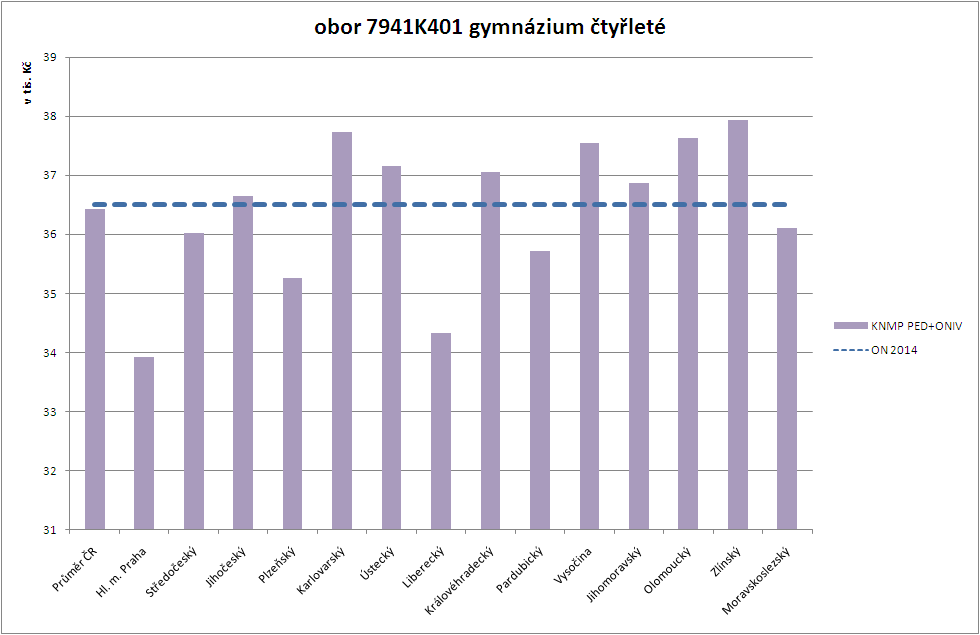 obor 7941K401 gymnázium čtyřleté
v tis. Kč
39
38
37
36
35
34
33
32
31
Průměr ČR
Hl. m. Praha
Středočeský
Jihočeský
Plzeňský
Karlovarský
Ústecký
Liberecký
Královéhradecký
Pardubický
Vysočina
Jihomoravský
Olomoucký
Zlínský
Moravskoslezský
KNMP PED+ONIV
ON 2014